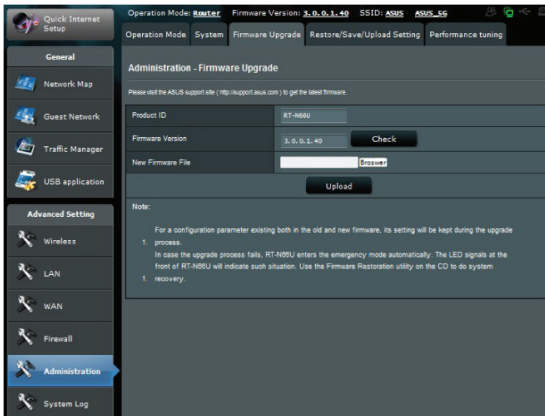 Quick Internet
Setup
Operation Mode: Router Firmware Version: 3.0.0.1.40 SSID: ASUS ASUS_5G
Operation Mode System Firmware Upgrade Restore/Save/Upload Setting Performance tuning
General
Network Map
Guest Network
Traffic Manager
USB application
Advanced Setting
Wireless
LAN
WAN
Firewall
Administration
System Log
Administration - Firmware Upgrade
Please visit the ASUS support site ( http://support.asus.com ) to get the latest firmware.
Product ID RT-N66U
Firmware Version 3.0.0.1.40 Check
New Firmware File Broswer
Upload
Note:
For a configuration parameter existing both in the old and new firmware, its setting will be kept during the upgrade
1. process.
In case the upgrade process fails, RT-N66U enters the emergency mode automatically. The LED signals at the
front of RT-N66U will indicate such situation. Use the Firmware Restoration utility on the CD to do system
1. recovery.